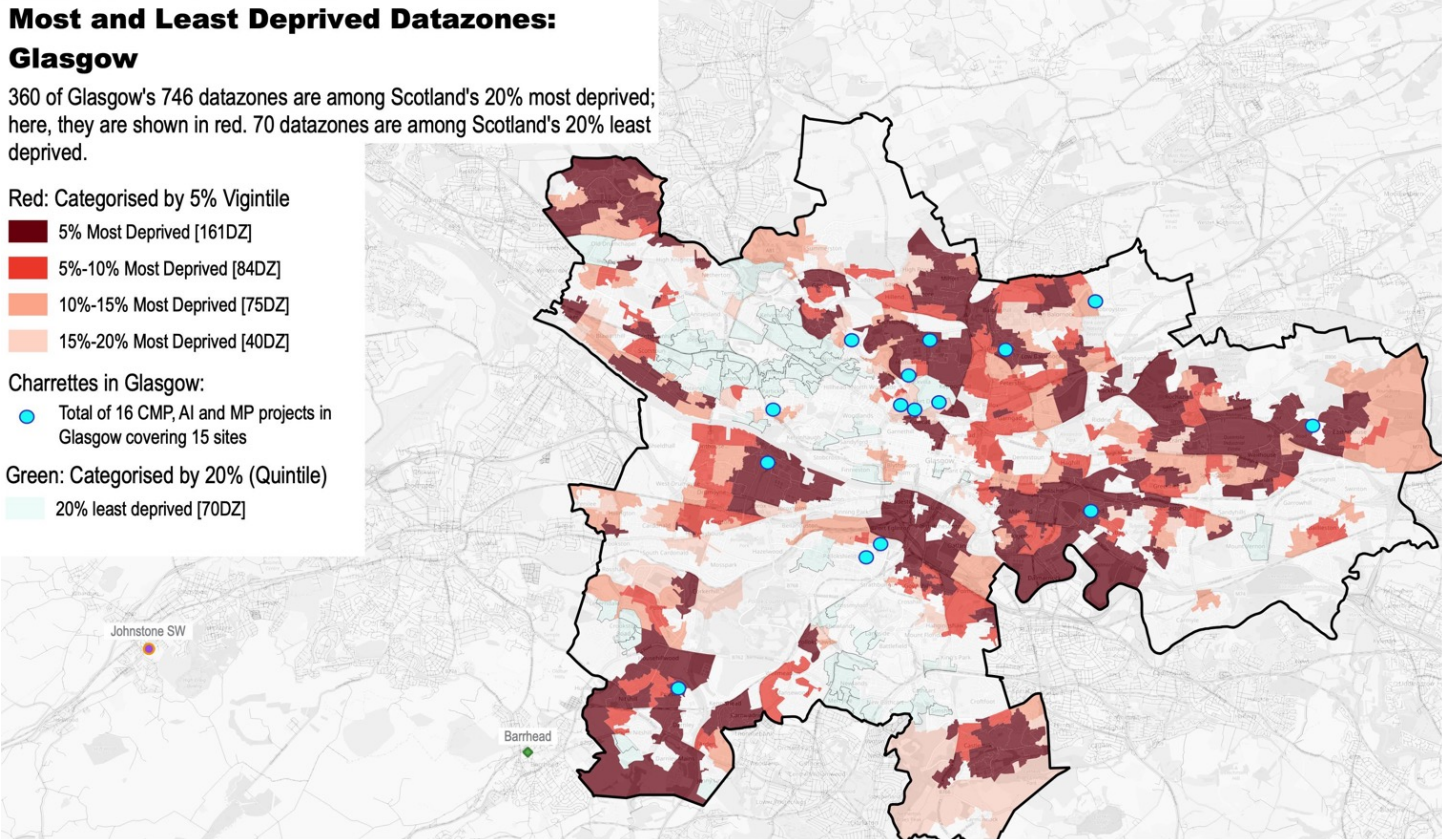 Most and Least Deprived Datazones:
Glasgow
360 of Glasgow's 746 datazones are among Scotland's 20% most deprived;
here, they are shown in red. 70 datazones are among Scotland's 20% least
deprived.
Red: Categorised by 5% Vigintile
5% Most Deprived [161DZ]
5%-10% Most Deprived [84DZ]
10%-15% Most Deprived [75DZ]
15%-20% Most Deprived [40DZ]
Charrettes in Glasgow:
Total of 16 CMP, AI and MP projects in
Glasgow covering 15 sites
Green: Categorised by 20% (Quintile)
20% least deprived [70DZ]
Johnstone SW
Barrhead